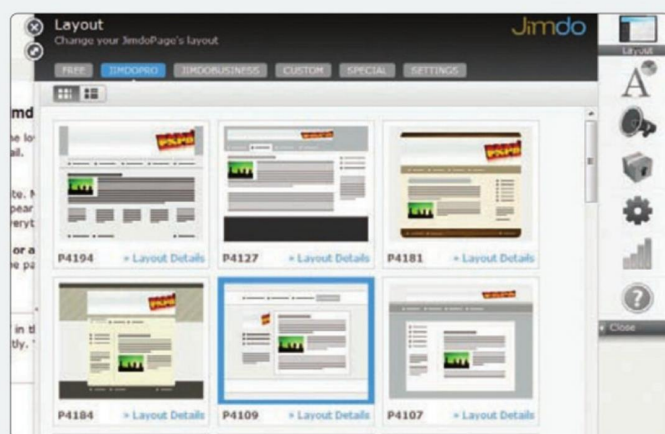 Layout
Change your JimdoPage's layout
Jimdo
FREE
JIMDOPRO
JIMDOBUSINESS
CUSTOM
SPECIAL
SETTINGS
Layout
P4194 » Layout Details
P4127 » Layout Details
P4181 » Layout Details
P4184 » Layout Details
P4109 » Layout Details
P4107 » Layout Details
Close